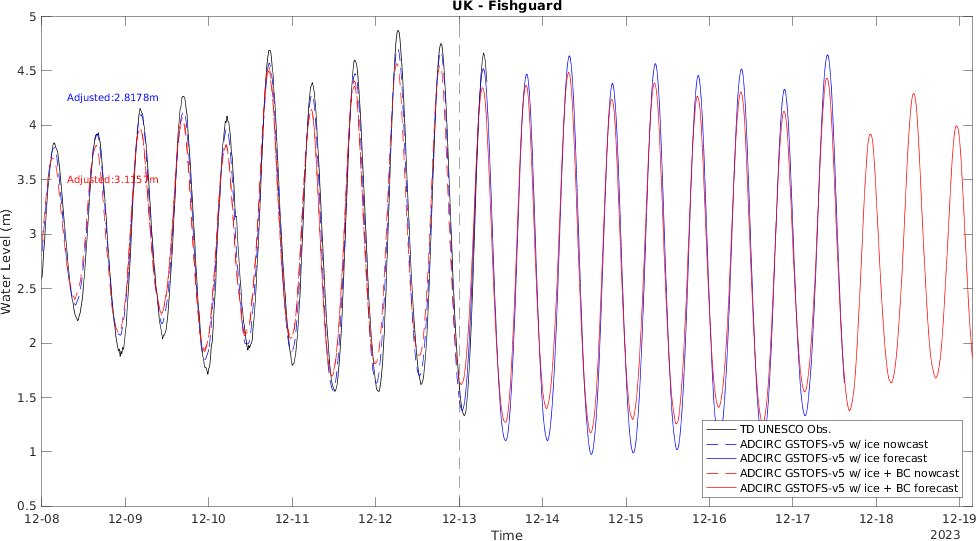 UK - Fishguard
5
4.5
4
3.5
3
2.5
2
1.5
1
0.5
Water Level (m)
Adjusted:2.8178m
Adjusted:3.1157m
TD UNESCO Obs.
ADCIRC GSTOFS-v5 w/ ice nowcast
ADCIRC GSTOFS-v5 w/ ice forecast
ADCIRC GSTOFS-v5 w/ ice + BC nowcast
ADCIRC GSTOFS-v5 w/ ice + BC forecast
12-08 12-09 12-10 12-11 12-12 12-13 12-14 12-15 12-16 12-17 12-18 12-19
Time
2023